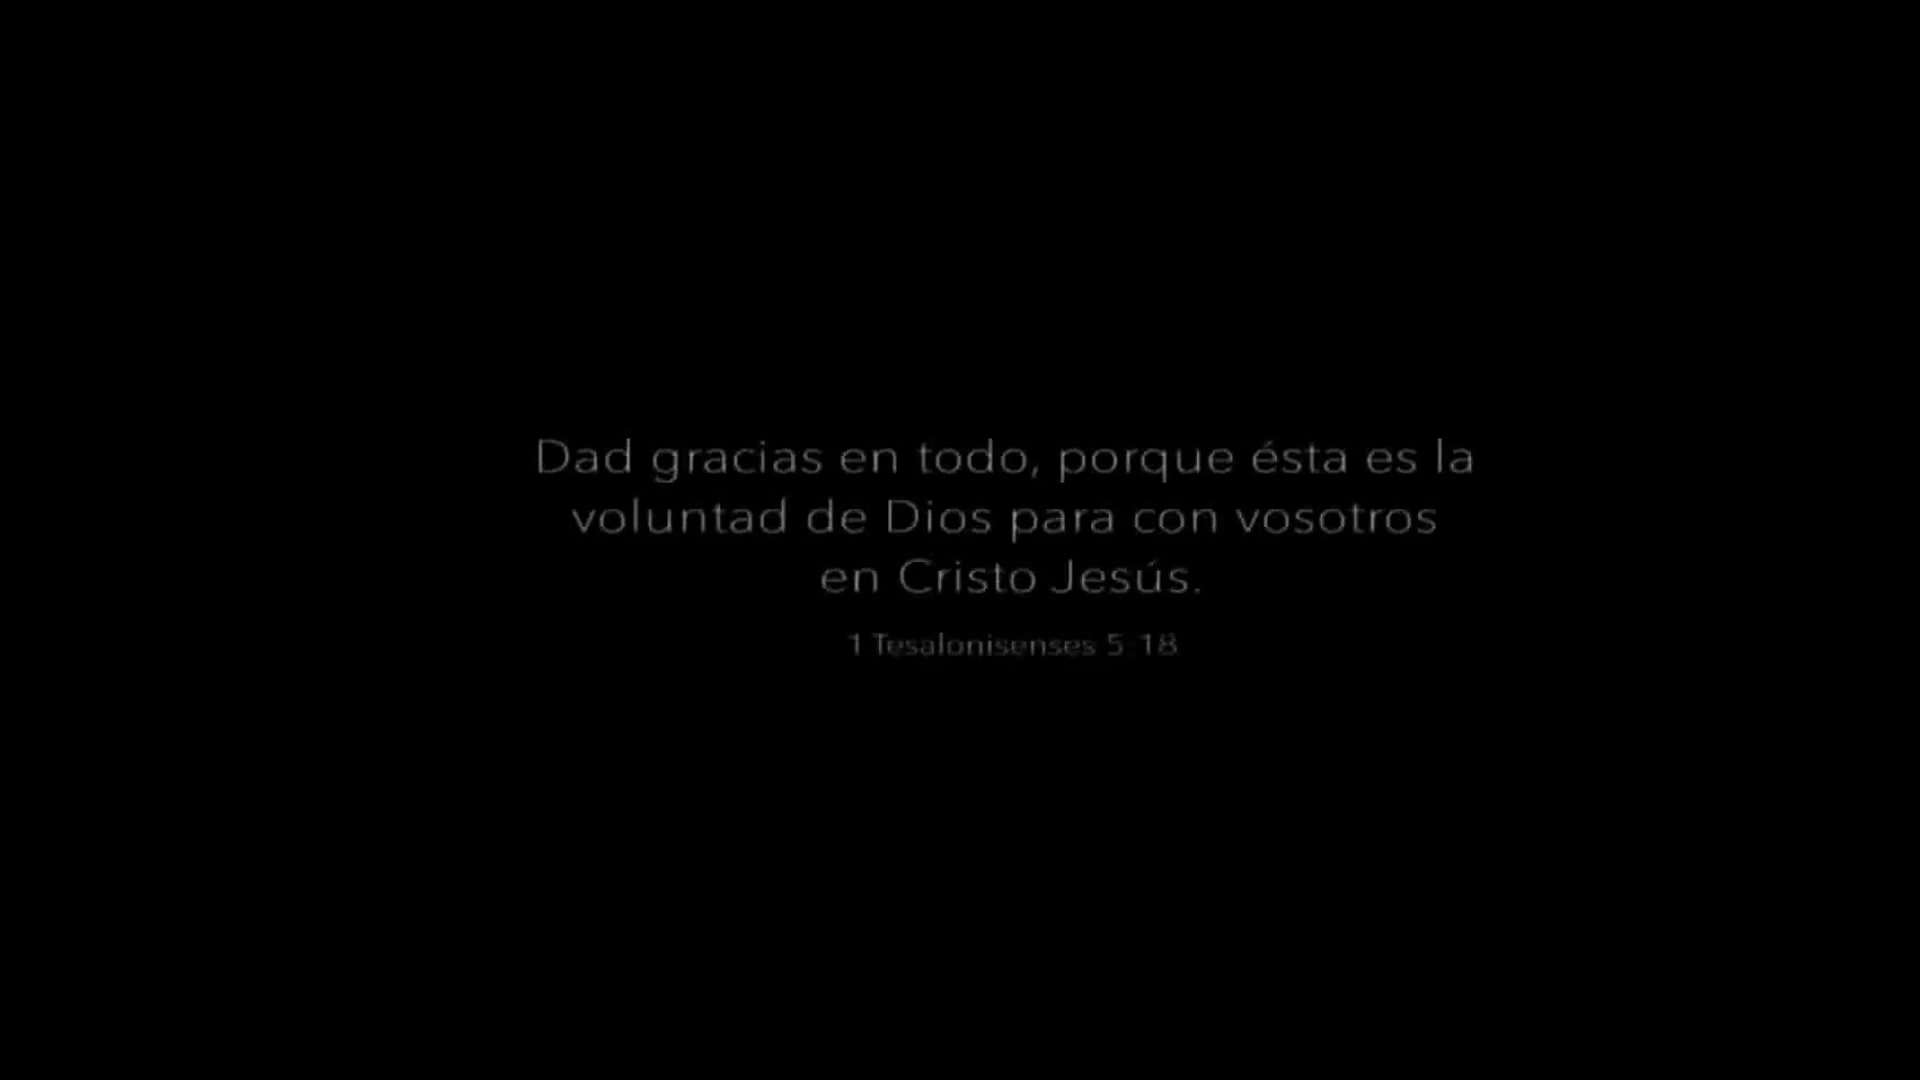 Dad gracias en todo, porque ésta es la
voluntad de Dios para con vosotros
en Cristo Jesús.
1 Tesalonisenses 5-18